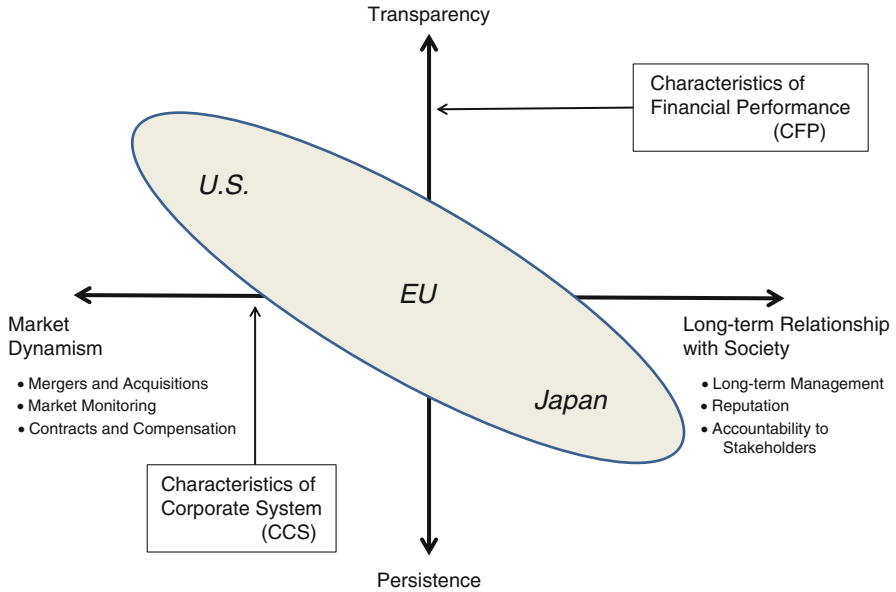 Transparency
Characteristics of
Financial Performance
(CFP)
U.S.
EU
Market
Dynamism
• Mergers and Acquisitions
• Market Monitoring
• Contracts and Compensation
Long-term Relationship
with Society
• Long-term Management
• Reputation
• Accountability to
Stakeholders
Japan
Characteristics of
Corporate System
(CCS)
Persistence